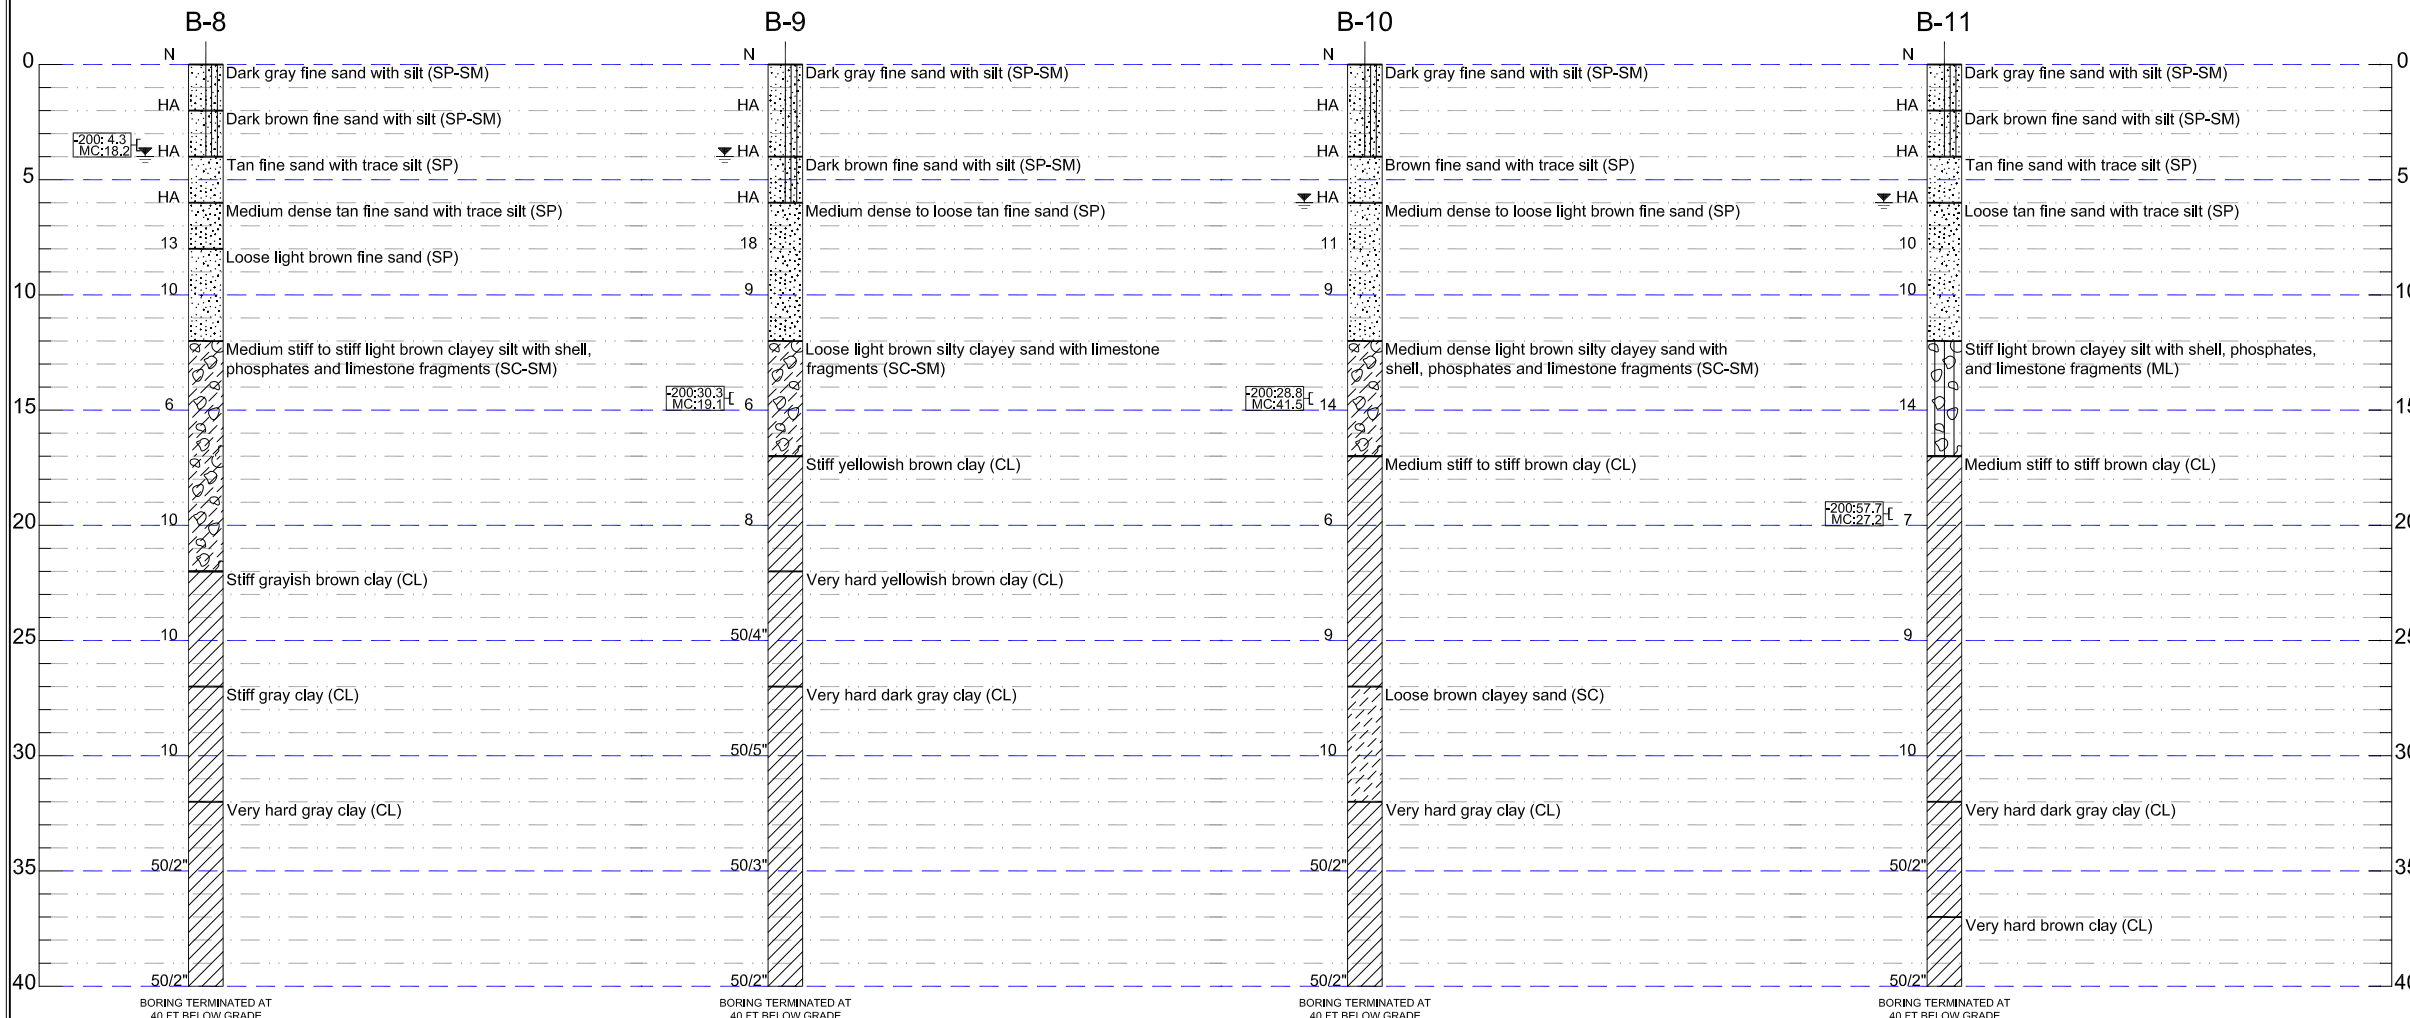 B-8 B-9 B-10 B-11
N N N N
0 Dark gray fine sand with silt (SP-SM) Dark gray fine sand with silt (SP-SM) Dark gray fine sand with silt (SP-SM) Dark gray fine sand with silt (SP-SM) 0
HA HA HA HA
Dark brown fine sand with silt (SP-SM) Dark brown fine sand with silt (SP-SM)
-200: 4.3
MC:18.2 HA HA HA HA
Tan fine sand with trace silt (SP) Dark brown fine sand with silt (SP-SM) Brown fine sand with trace silt (SP) Tan fine sand with trace silt (SP)
5 5
HA HA HA HA
Medium dense tan fine sand with trace silt (SP) Medium dense to loose tan fine sand (SP) Medium dense to loose light brown fine sand (SP) Loose tan fine sand with trace silt (SP)
13 18 11 10
Loose light brown fine sand (SP)
10 10 9 9 10 10
Medium stiff to stiff light brown clayey silt with shell, Loose light brown silty clayey sand with limestone Medium dense light brown silty clayey sand with Stiff light brown clayey silt with shell, phosphates,
phosphates and limestone fragments (SC-SM) fragments (SC-SM) shell, phosphates and limestone fragments (SC-SM) and limestone fragments (ML)
-200:30.3 -200:28.8
MC:19.1 MC:41.5
15 6 6 14 14 15
Stiff yellowish brown clay (CL) Medium stiff to stiff brown clay (CL) Medium stiff to stiff brown clay (CL)
-200:57.7
MC:27.2
20 10 8 6 7 20
Stiff grayish brown clay (CL) Very hard yellowish brown clay (CL)
25 10 50/4" 9 9 25
Stiff gray clay (CL) Very hard dark gray clay (CL) Loose brown clayey sand (SC)
30 10 50/5" 10 10 30
Very hard gray clay (CL) Very hard gray clay (CL) Very hard dark gray clay (CL)
35 50/2" 50/3" 50/2" 50/2" 35
Very hard brown clay (CL)
40 50/2" 50/2" 50/2" 50/2" 40
BORING TERMINATED AT BORING TERMINATED AT BORING TERMINATED AT BORING TERMINATED AT
40 FT BELOW GRADE 40 FT BELOW GRADE 40 FT BELOW GRADE 40 FT BELOW GRADE